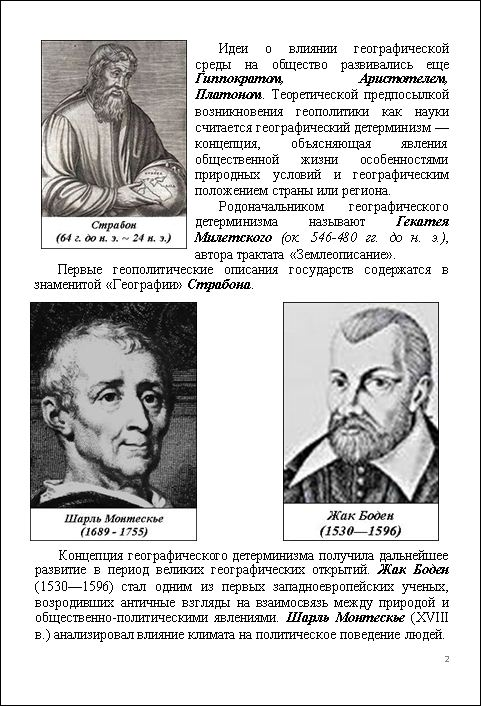 Идеи о влиянии географической
среды на общество развивались еще
Гиппократом, Аристотелем,
Платоном. Теоретической предпосылкой
возникновения геополитики как науки
считается географический детерминизм —
концепция, объясняющая явления
общественной жизни особенностями
природных условий и географическим
положением страны или региона.
Родоначальником географического
детерминизма называют Гекатея
Милетского (ок. 546-480 гг. до н. э.),
автора трактата «Землеописание».
Страбон
(64 г. до н. э. ~ 24 н. э.)
Первые геополитические описания государств содержатся в
знаменитой «Географии» Страбона.
Шарль Монтескье
(1689 - 1755)
Жак Боден
(1530—1596)
Концепция географического детерминизма получила дальнейшее
развитие в период великих географических открытий. Жак Боден
(1530—1596) стал одним из первых западноевропейских ученых,
возродивших античные взгляды на взаимосвязь между природой и
общественно-политическими явлениями. Шарль Монтескье (XVIII
в.) анализировал влияние климата на политическое поведение людей.
2